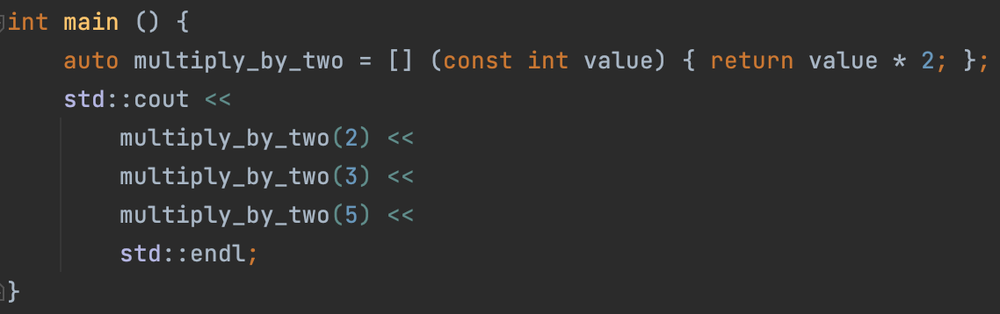 int main () {
    auto multiply_by_two = [] (const int value) { return value * 2; };
    std::cout <<
        multiply_by_two(2) <<
        multiply_by_two(3) <<
        multiply_by_two(5) <<
        std::endl;
}